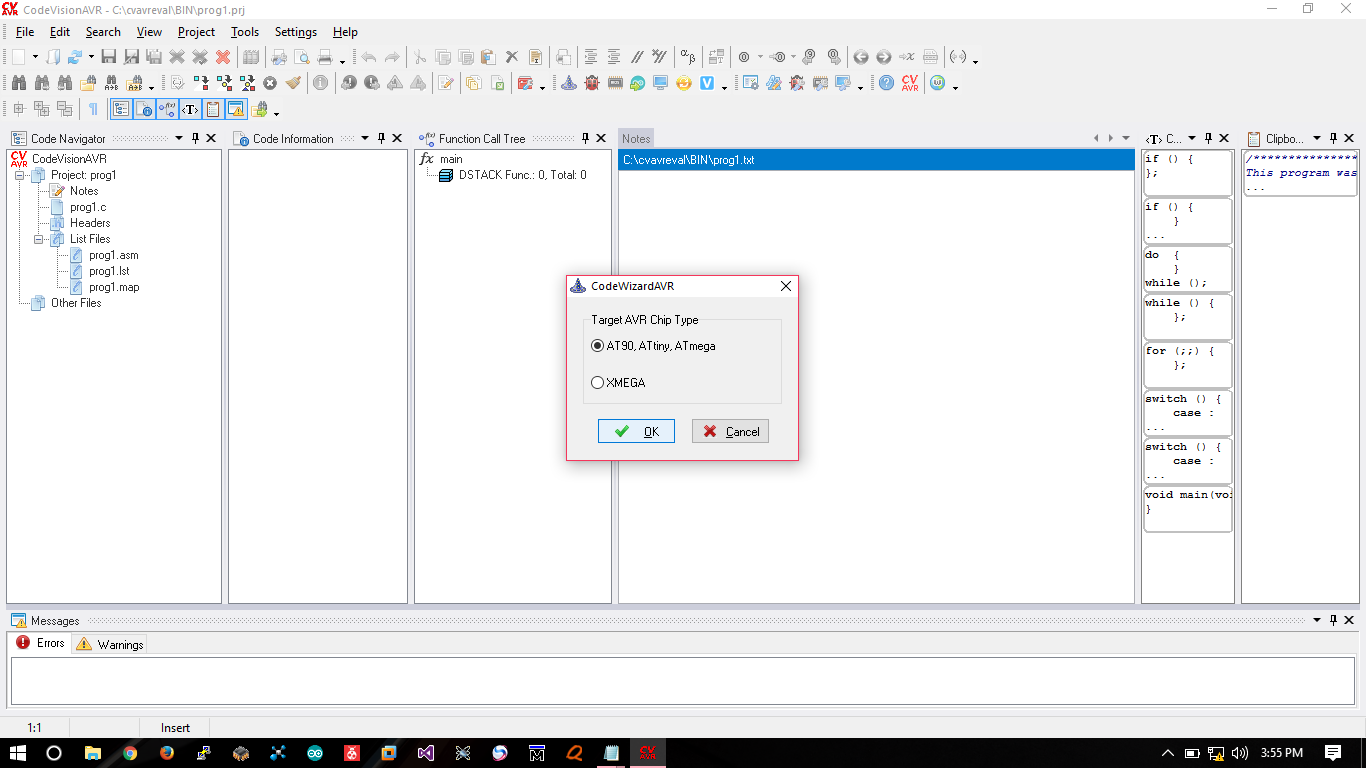 CodeVisionAVR - C:\cvavreval\BIN\prog1.prj
File Edit Search View Project Tools Settings Help
Code Navigator
Code Information
Function Call Tree
Notes
C...
Clipbo...
CodeVisionAVR
Project: prog1
Notes
prog1.c
Headers
List Files
prog1.asm
prog1.lst
prog1.map
Other Files
main
DSTACK Func.: 0, Total: 0
C:\cvavreval\BIN\prog1.txt
CodeWizardAVR
Target AVR Chip Type
AT90, ATtiny, ATmega
XMEGA
OK
Cancel
if () {
};
if () {
}
...
do {
}
while ();
while () {
};
for (;;) {
};
switch () {
case :
...
switch () {
case :
...
void main(voi
}
/***************
This program was
...
Messages
Errors
Warnings
1:1
Insert
3:55 PM